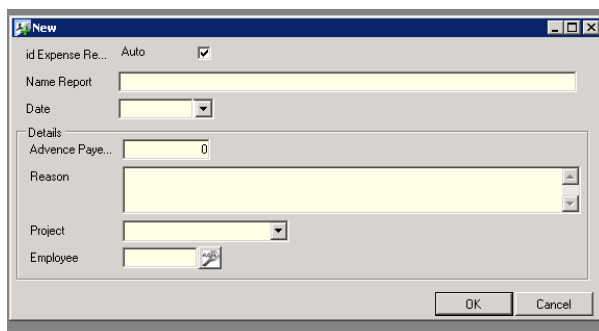 New
id Expense Re... Auto
Name Report
Date
Details
Advence Paye... 0
Reason
Project
Employee
OK Cancel